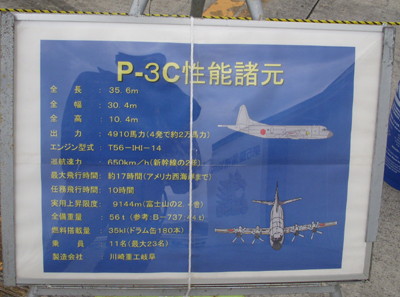 P-3C性能諸元
全長: 35.6m
全幅: 30.4m
全高: 10.4m
出力: 4910馬力(4発で約2万馬力)
エンジン型式: T56-IHI-14
巡航速力: 650km/h(新幹線の2倍)
最大飛行時間: 約17時間(アメリカ西海岸まで)
任務飛行時間: 10時間
実用上昇限度: 9144m(富士山の2.4倍)
全備重量: 56t(参考:B-737 t)
燃料搭載量: 35kl(ドラム缶180本)
乗員: 11名(最大23名)
製造会社 川崎重工岐阜